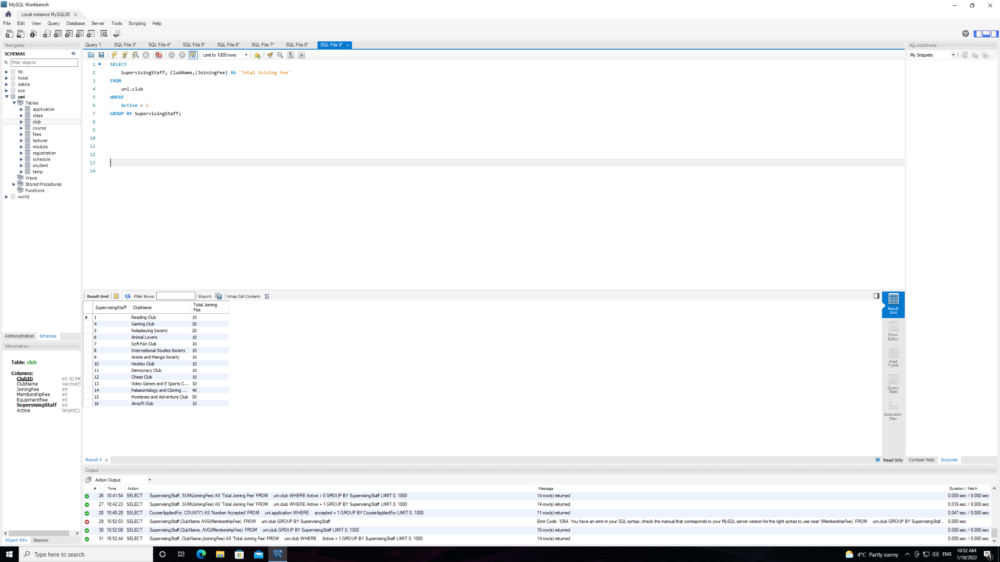 MySQL Workbench
Local instance MySQL80
File Edit View Query Database Server Tools Scripting Help
Navigator
SCHEMAS
Filter objects
hb
hotel
sakila
sys
uni
Tables
application
class
club
course
fees
lecturer
module
registration
schedule
student
temp
Views
Stored Procedures
Functions
world
Administration Schemas
Information
Table: club
Columns:
ClubID int AI PK
ClubName varchar(9
JoiningFee int
MembershipFee int
EquipmentFee int
SupervisingStaff int
Active tinyint(1
Object Info Session
Query 1 SQL File 3* SQL File 4* SQL File 5* SQL File 6* SQL File 7* SQL File 8* SQL File 9*
Limit to 1000 rows
1 SELECT
2 SupervisingStaff, ClubName,(JoiningFee) AS 'Total Joining Fee'
3 FROM
4 uni.club
5 WHERE
6 Active = 1
7 GROUP BY SupervisingStaff;
8
9
10
11
12
13
14
Result Grid Filter Rows: Export: Wrap Cell Content:
SupervisingStaff ClubName Total Joining Fee
1 Reading Club 10
4 Gaming Club 20
5 Roleplaying Society 20
6 Animal Lovers 10
7 Scifi Fan Club 10
8 International Studies Society 10
9 Anime and Manga Society 10
10 Hockey Club 10
11 Democracy Club 10
12 Chess Club 10
13 Video Games and E Sports C... 10
14 Palaeontology and Cloning ... 40
15 Mysteries and Adventure Club 50
16 Airsoft Club 10
Result Grid
Form Editor
Field Types
Query Stats
Execution Plan
Result 4 Read Only
SQLAdditions
My Snippets
Context Help Snippets
Output
Action Output
# Time Action Message Duration / Fetch
26 10:41:54 SELECT SupervisingStaff, SUM(JoiningFee) AS 'Total Joining Fee' FROM uni.club WHERE Active > 0 GROUP BY SupervisingStaff LIMIT 0, 1000 14 row(s) returned 0.000 sec / 0.000 sec
27 10:42:23 SELECT SupervisingStaff, SUM(JoiningFee) AS 'Total Joining Fee' FROM uni.club WHERE Active = 1 GROUP BY SupervisingStaff LIMIT 0, 1000 14 row(s) returned 0.016 sec / 0.000 sec
28 10:45:28 SELECT CourseAppliedFor, COUNT(*) AS 'Number Accepted' FROM uni.application WHERE accepted = 1 GROUP BY CourseAppliedFor LIMIT 0, 1000 11 row(s) returned 0.047 sec / 0.000 sec
29 10:52:03 SELECT SupervisingStaff,ClubName AVG(MembershipFee) FROM uni.club GROUP BY SupervisingStaff Error Code: 1064. You have an error in your SQL syntax; check the manual that corresponds to your MySQL server version for the right syntax to use near '(MembershipFee) FROM uni.club GROUP BY SupervisingStaf... 0.000 sec
30 10:52:08 SELECT SupervisingStaff,ClubName, AVG(MembershipFee) FROM uni.club GROUP BY SupervisingStaff LIMIT 0, 1000 16 row(s) returned 0.000 sec / 0.000 sec
31 10:52:44 SELECT SupervisingStaff, ClubName,(JoiningFee) AS 'Total Joining Fee' FROM uni.club WHERE Active = 1 GROUP BY SupervisingStaff LIMIT 0, 1000 14 row(s) returned 0.000 sec / 0.000 sec
Type here to search
4°C Partly sunny
ENG
10:52 AM
1/18/2022
1